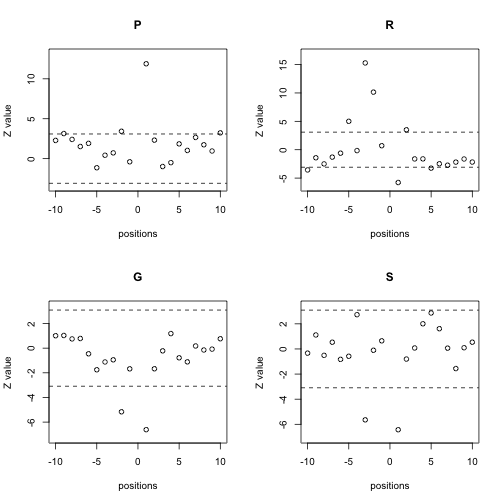 P
Z value
0 5 10
-10 -5 0 5 10
positions
R
Z value
-5 0 5 10 15
-10 -5 0 5 10
positions
G
Z value
-6 -4 -2 0 2
-10 -5 0 5 10
positions
S
Z value
-6 -4 -2 0 2
-10 -5 0 5 10
positions